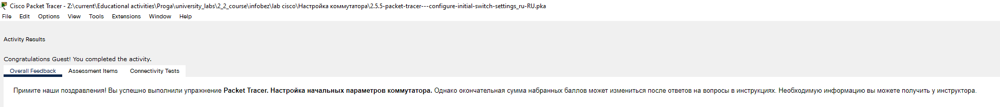 Cisco Packet Tracer - Z:\current\Educational activities\Proga\university_labs\2_2_course\infobez\lab cisco\Настройка коммутатора\2.5.5-packet-tracer---configure-initial-switch-settings_ru-RU.pka
File Edit Options View Tools Extensions Window Help
Activity Results
Congratulations Guest! You completed the activity.
Overall Feedback Assessment Items Connectivity Tests
Примите наши поздравления! Вы успешно выполнили упражнение Packet Tracer. Настройка начальных параметров коммутатора. Однако окончательная сумма набранных баллов может измениться после ответов на вопросы в инструкциях. Необходимую информацию вы можете получить у инструктора.